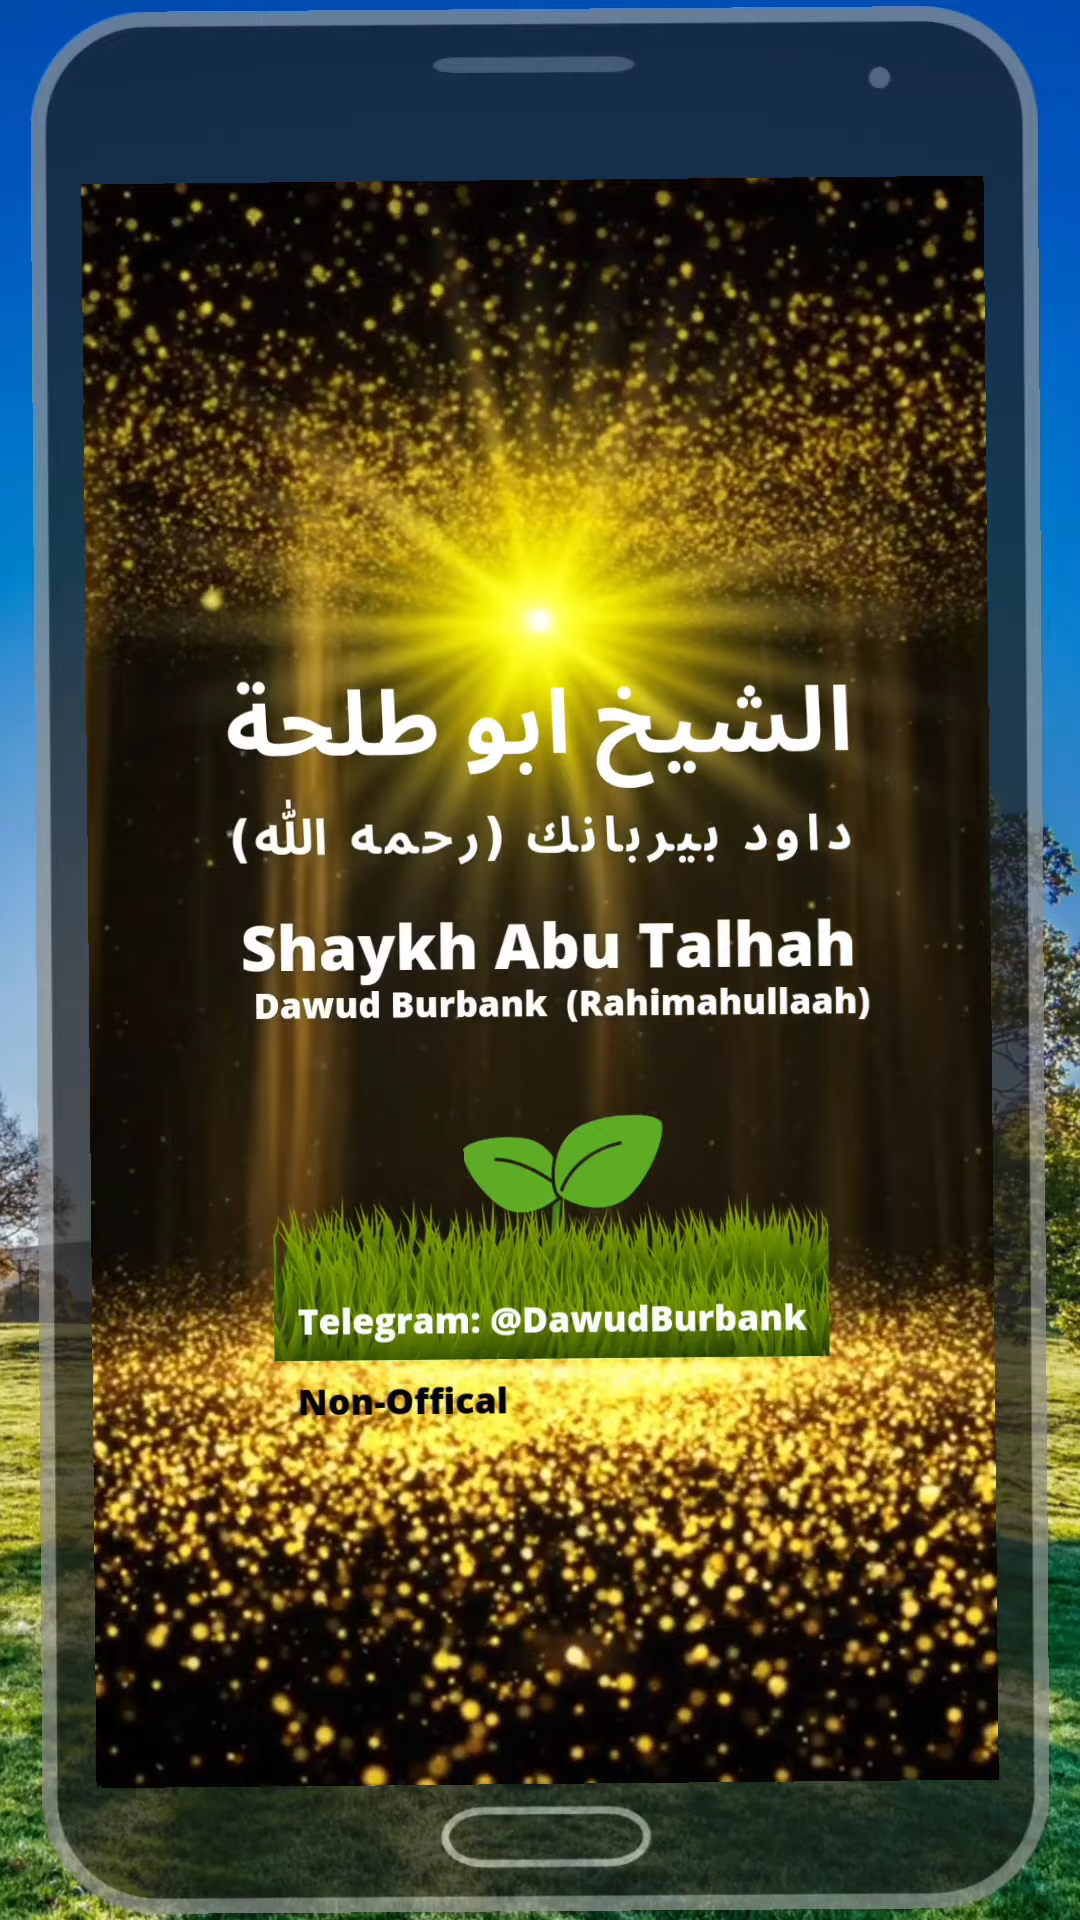 الشيخ ابو طلحة
داود بيربانك (رحمه الله)
Shaykh Abu Talhah
Dawud Burbank (Rahimahullaah)
Telegram: @DawudBurbank
Non-Offical